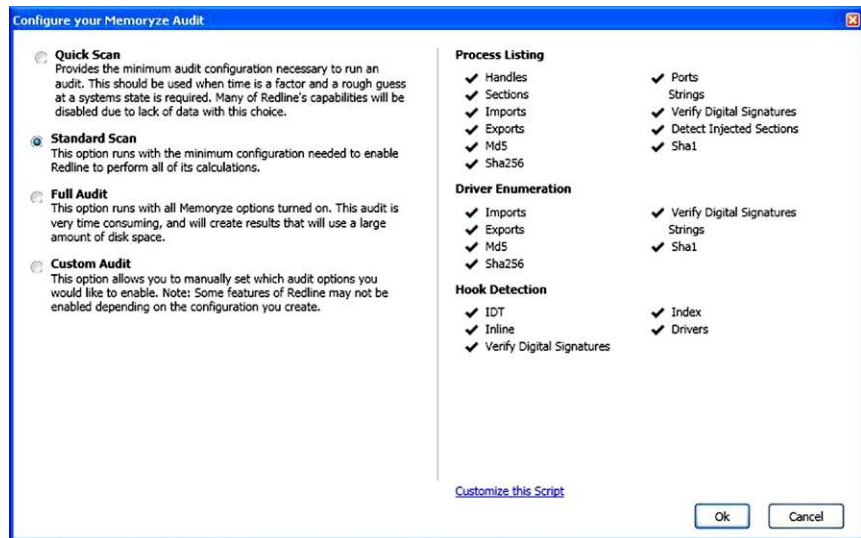 Configure your Memoryze Audit
Quick Scan
Provides the minimum audit configuration necessary to run an
audit. This should be used when time is a factor and a rough guess
at a systems state is required. Many of Redline's capabilities will be
disabled due to lack of data with this choice.
Standard Scan
This option runs with the minimum configuration needed to enable
Redline to perform all of its calculations.
Full Audit
This option runs with all Memoryze options turned on. This audit is
very time consuming, and will create results that will use a large
amount of disk space.
Custom Audit
This option allows you to manually set which audit options you
would like to enable. Note: Some features of Redline may not be
enabled depending on the configuration you create.
Process Listing
Handles
Sections
Imports
Exports
Md5
Sha256
Ports
Strings
Verify Digital Signatures
Detect Injected Sections
Sha1
Driver Enumeration
Imports
Exports
Md5
Sha256
Verify Digital Signatures
Strings
Sha1
Hook Detection
IDT
Inline
Verify Digital Signatures
Index
Drivers
Customize this Script
Ok
Cancel